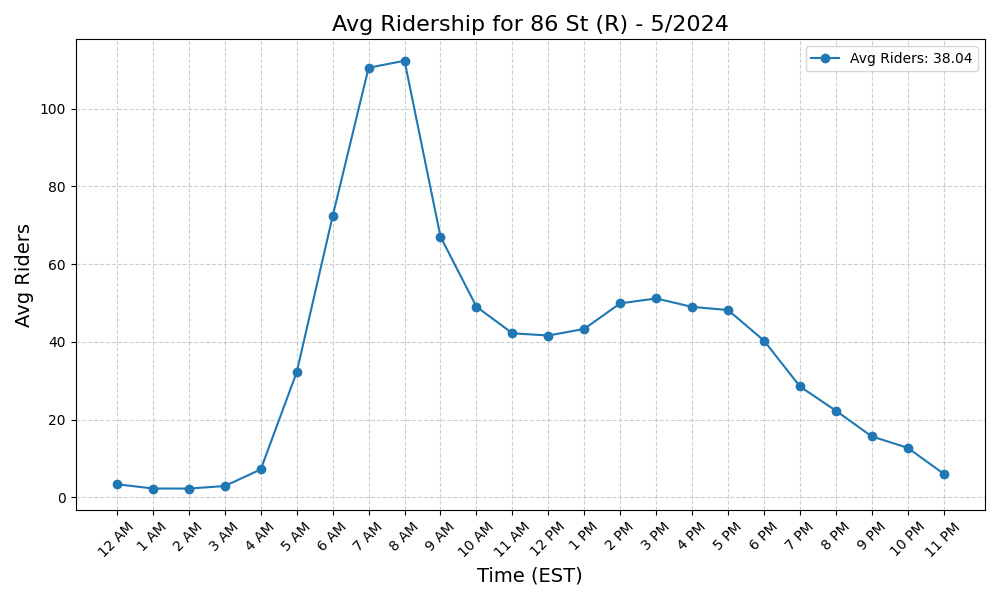 Avg Ridership for 86 St (R) - 5/2024
Avg Riders: 38.04
Avg Riders
100
80
60
40
20
0
12 AM
1 AM
2 AM
3 AM
4 AM
5 AM
6 AM
7 AM
8 AM
9 AM
10 AM
11 AM
12 PM
1 PM
2 PM
3 PM
4 PM
5 PM
6 PM
7 PM
8 PM
9 PM
10 PM
11 PM
Time (EST)